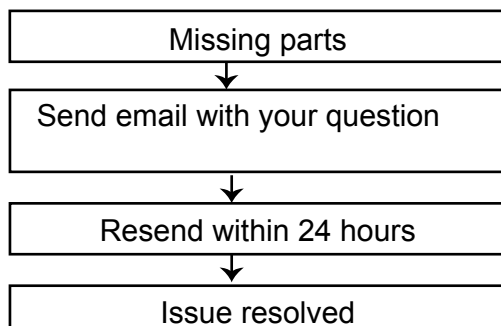 Missing parts
Send email with your question
Resend within 24 hours
Issue resolved